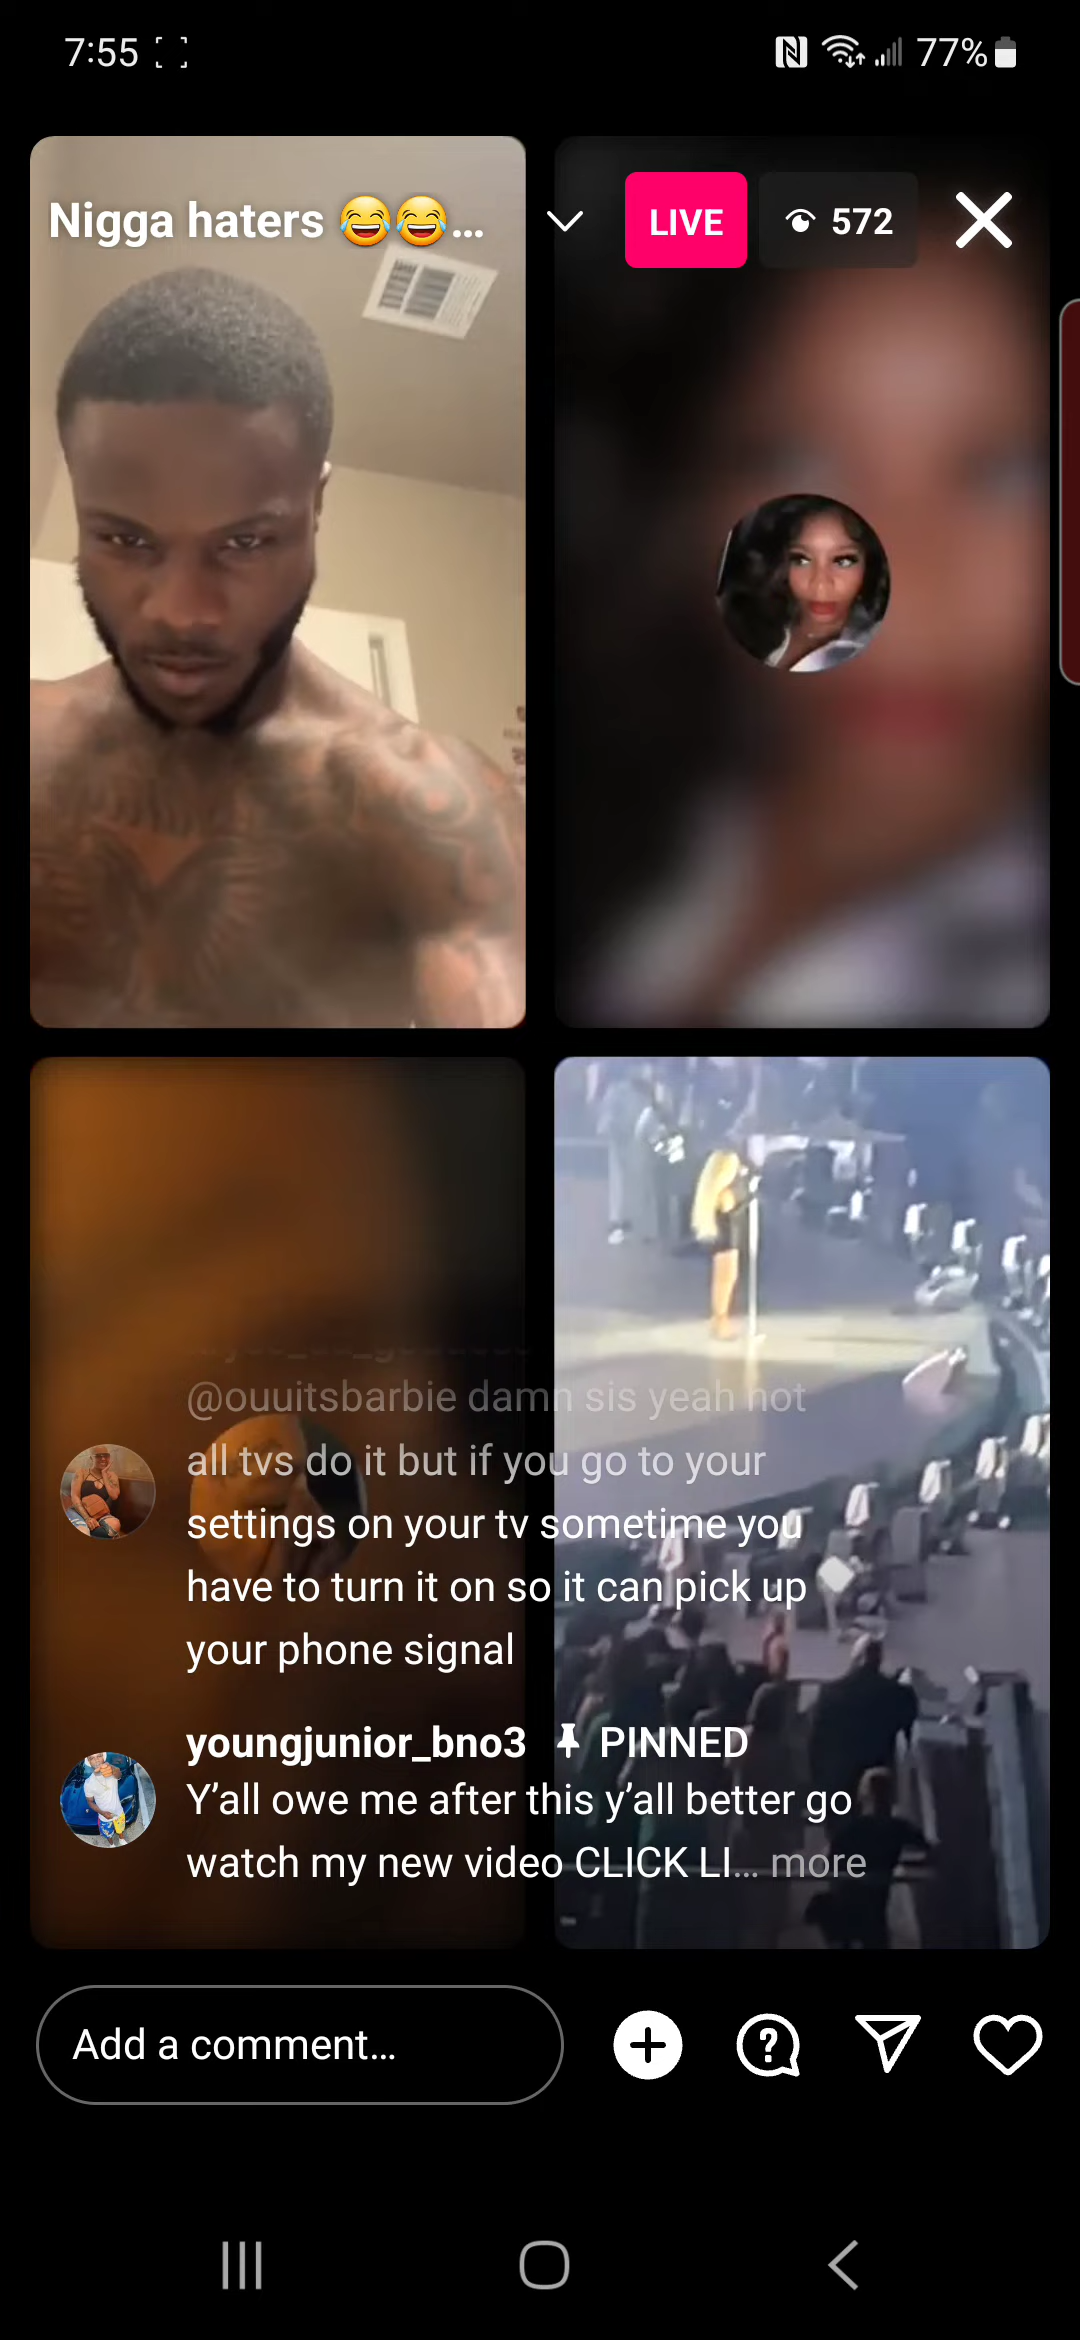 7:55
77%
Nigga haters 😂😂...
LIVE
572
@ouuitsbarbie damn sis yeah not
all tvs do it but if you go to your
settings on your tv sometime you
have to turn it on so it can pick up
your phone signal
youngjunior_bno3 PINNED
Y’all owe me after this y’all better go
watch my new video CLICK LI... more
Add a comment...